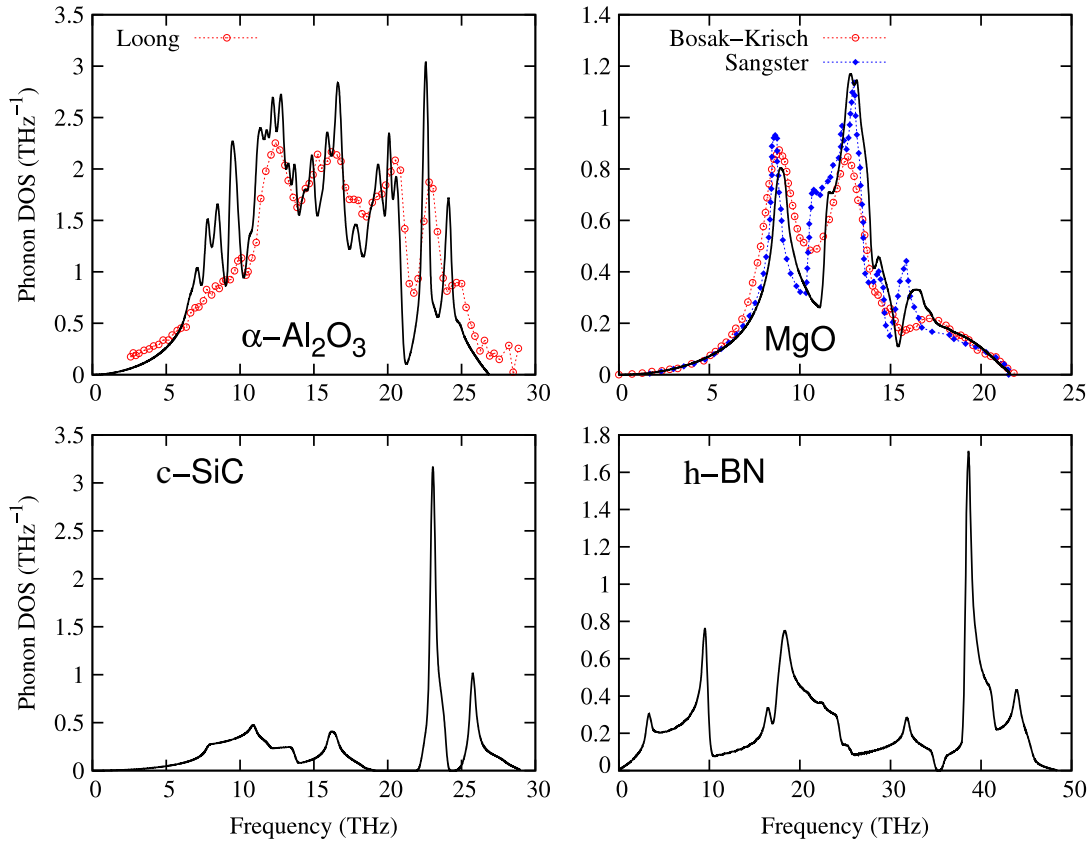 3.5
3
2.5
2
1.5
1
0.5
0
0 5 10 15 20 25 30
Phonon DOS (THz⁻¹)
Loong
α−Al₂O₃
1.4
1.2
1
0.8
0.6
0.4
0.2
0
0 5 10 15 20 25
Bosak−Krisch
Sangster
MgO
3.5
3
2.5
2
1.5
1
0.5
0
0 5 10 15 20 25 30
Phonon DOS (THz⁻¹)
Frequency (THz)
c−SiC
1.8
1.6
1.4
1.2
1
0.8
0.6
0.4
0.2
0
0 10 20 30 40 50
Frequency (THz)
h−BN